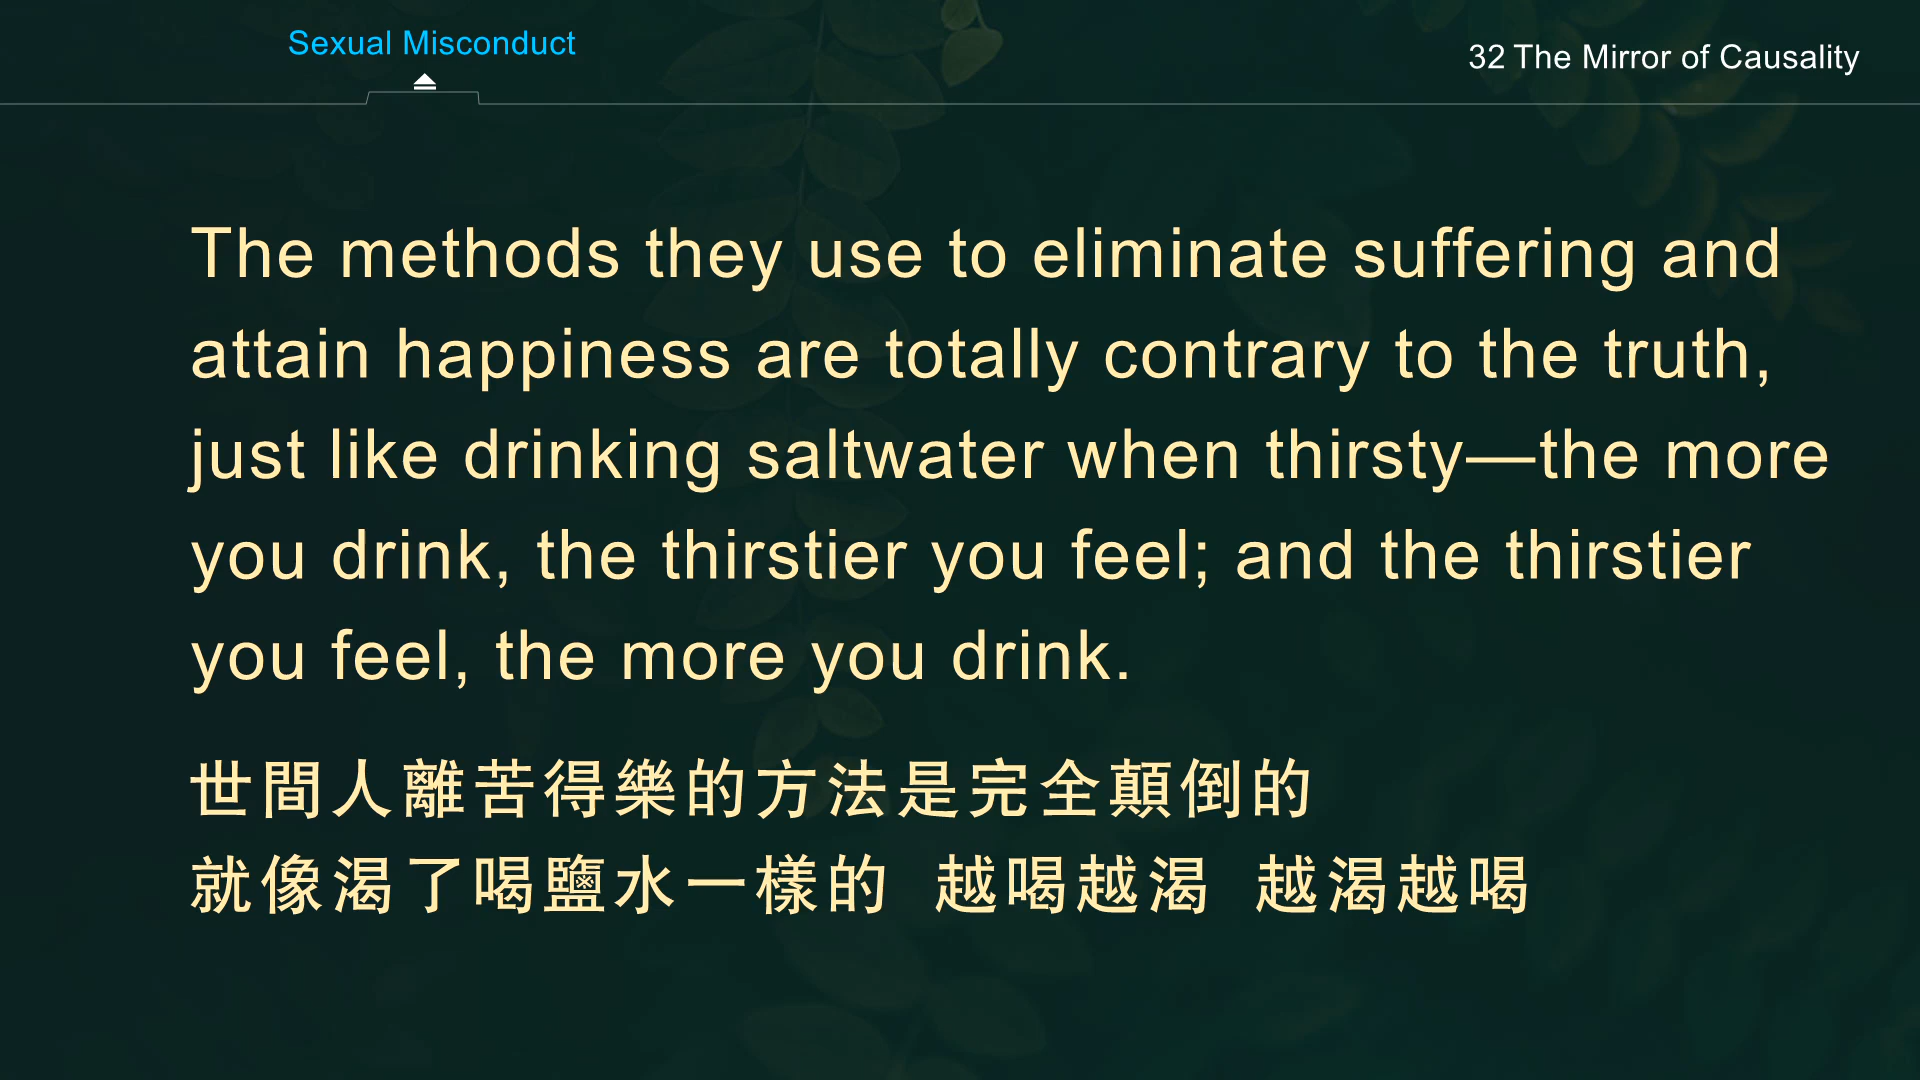 Sexual Misconduct
32 The Mirror of Causality
The methods they use to eliminate suffering and
attain happiness are totally contrary to the truth,
just like drinking saltwater when thirsty—the more
you drink, the thirstier you feel; and the thirstier
you feel, the more you drink.
世間人離苦得樂的方法是完全顛倒的
就像渴了喝鹽水一樣的 越喝越渴 越渴越喝